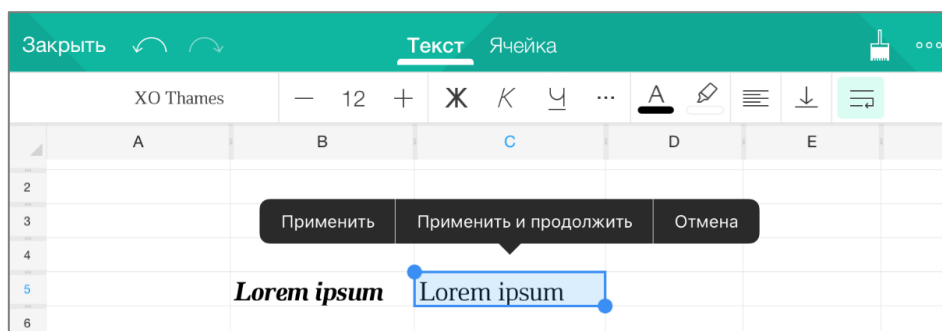 Закрыть Текст Ячейка
XO Thames 12 Ж К Ч A
A B C D E
2
3 Применить Применить и продолжить Отмена
4
5 Lorem ipsum Lorem ipsum
6